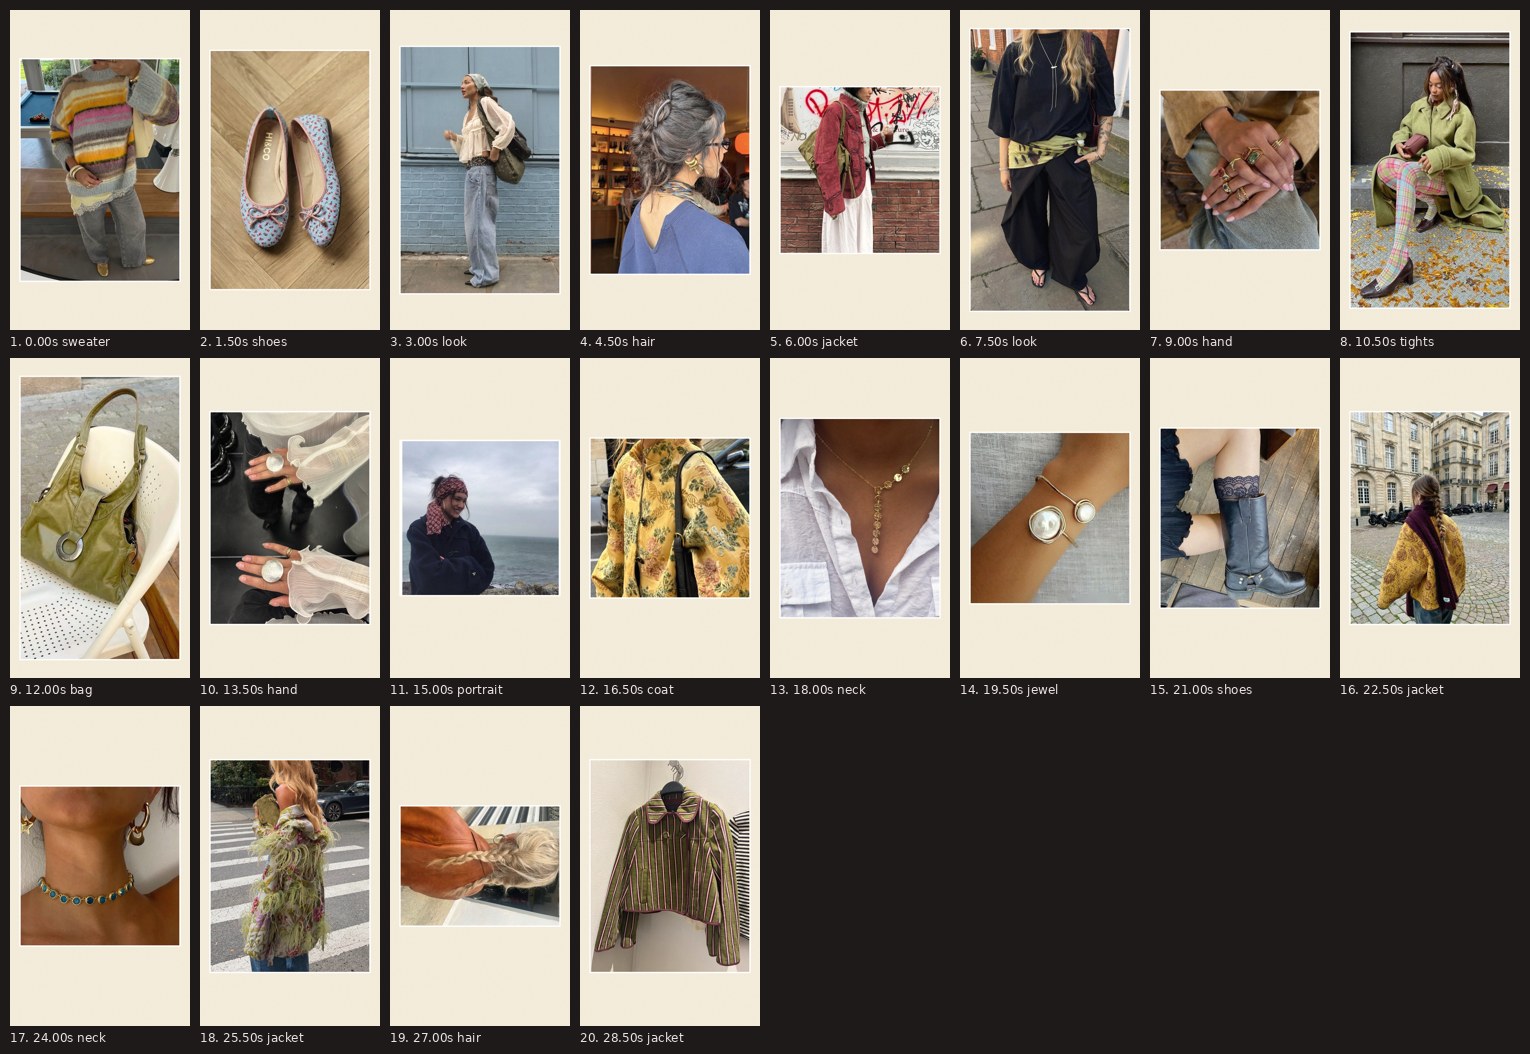 HIKCO
1. 0.00s sweater
2. 1.50s shoes
3. 3.00s look
4. 4.50s hair
5. 6.00s jacket
6. 7.50s look
7. 9.00s hand
8. 10.50s tights
9. 12.00s bag
10. 13.50s hand
11. 15.00s portrait
12. 16.50s coat
13. 18.00s neck
14. 19.50s jewel
15. 21.00s shoes
16. 22.50s jacket
17. 24.00s neck
18. 25.50s jacket
19. 27.00s hair
20. 28.50s jacket